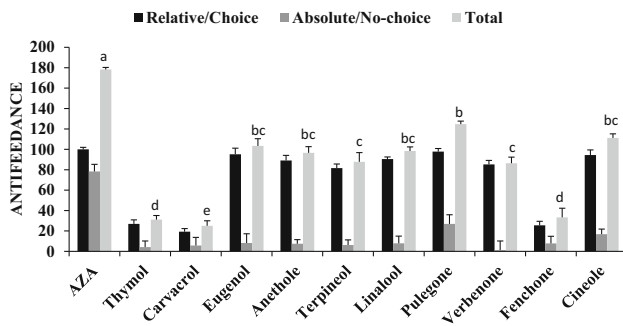 Relative/Choice Absolute/No-choice Total
ANTIFEEDANCE
200
180
160
140
120
100
80
60
40
20
0
a
d
e
bc
bc
c
bc
b
c
d
bc
AZA
Thymol
Carvacrol
Eugenol
Anethole
Terpineol
Linalool
Pulegone
Verbenone
Fenchone
Cineole